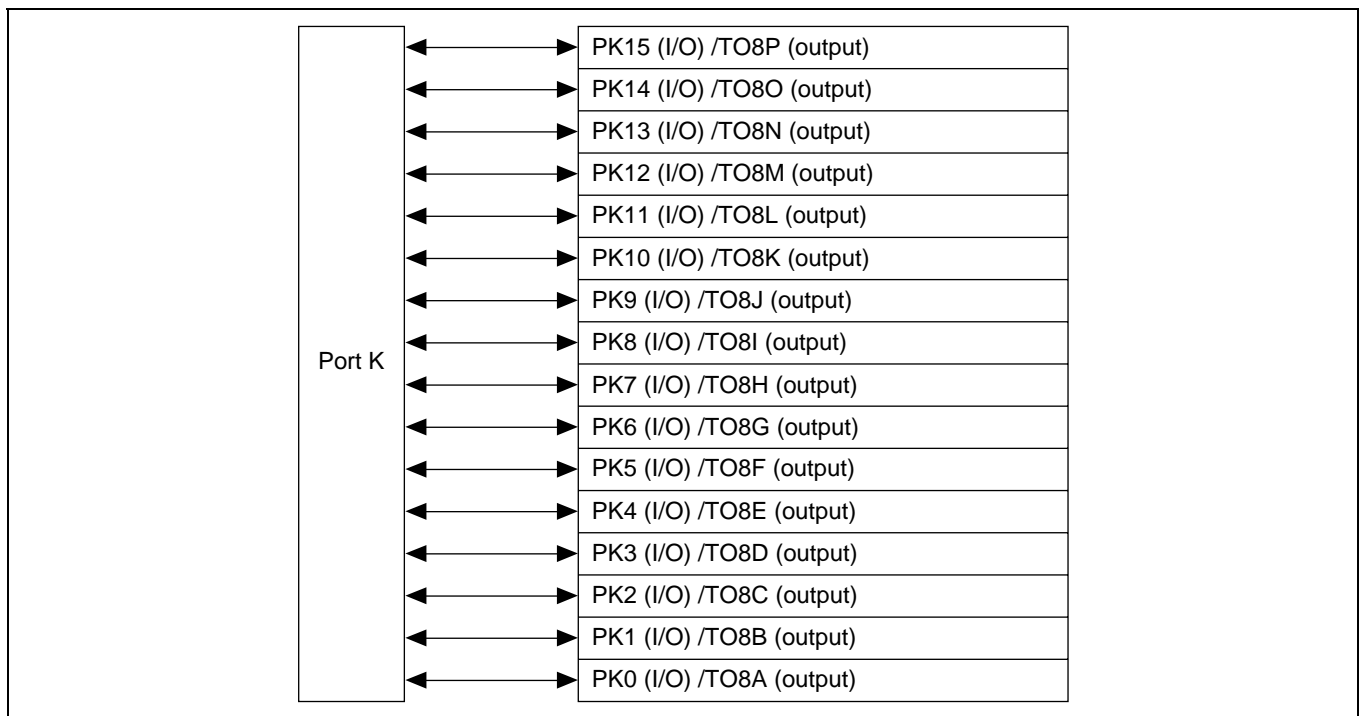 PK15 (I/O) /TO8P (output)
PK14 (I/O) /TO8O (output)
PK13 (I/O) /TO8N (output)
PK12 (I/O) /TO8M (output)
PK11 (I/O) /TO8L (output)
PK10 (I/O) /TO8K (output)
PK9 (I/O) /TO8J (output)
PK8 (I/O) /TO8I (output)
Port K
PK7 (I/O) /TO8H (output)
PK6 (I/O) /TO8G (output)
PK5 (I/O) /TO8F (output)
PK4 (I/O) /TO8E (output)
PK3 (I/O) /TO8D (output)
PK2 (I/O) /TO8C (output)
PK1 (I/O) /TO8B (output)
PK0 (I/O) /TO8A (output)